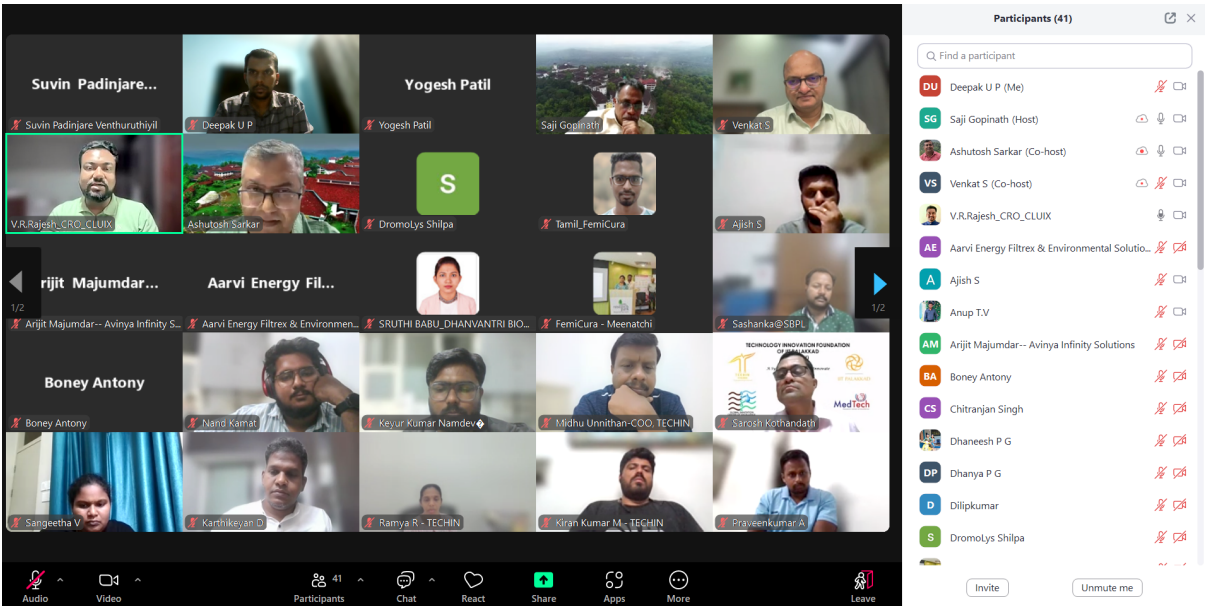 Suvin Padinjare...
Yogesh Patil
Suvin Padinjare Venthuruthiyil
Deepak U P
Yogesh Patil
Saji Gopinath
Venkat S
S
V.R.Rajesh_CRO_CLUIX
Ashutosh Sarkar
DromoLys Shilpa
Tamil_FemiCura
Ajish S
rijit Majumdar...
Aarvi Energy Fil...
1/2
1/2
Arijit Majumdar-- Avinya Infinity S...
Aarvi Energy Filtrex & Environmen...
SRUTHI BABU_DHANVANTRI BIO...
FemiCura - Meenatchi
Sashanka@SBPL
Boney Antony
TECHNOLOGY INNOVATION FOUNDATION
MedTech
Boney Antony
Nand Kamat
Keyur Kumar Namdev�
Midhu Unnithan-COO, TECHIN
Sarosh Kothandath
Sangeetha V
Karthikeyan D
Ramya R - TECHIN
Kiran Kumar M - TECHIN
Praveenkumar A
41
Audio
Video
Participants
Chat
React
Share
Apps
More
Leave
Participants (41)
Find a participant
DU Deepak U P (Me)
SG Saji Gopinath (Host)
Ashutosh Sarkar (Co-host)
VS Venkat S (Co-host)
V.R.Rajesh_CRO_CLUIX
AE Aarvi Energy Filtrex & Environmental Solutio...
A Ajish S
Anup T.V
AM Arijit Majumdar-- Avinya Infinity Solutions
BA Boney Antony
CS Chitranjan Singh
Dhaneesh P G
DP Dhanya P G
D Dilipkumar
S DromoLys Shilpa
Invite
Unmute me